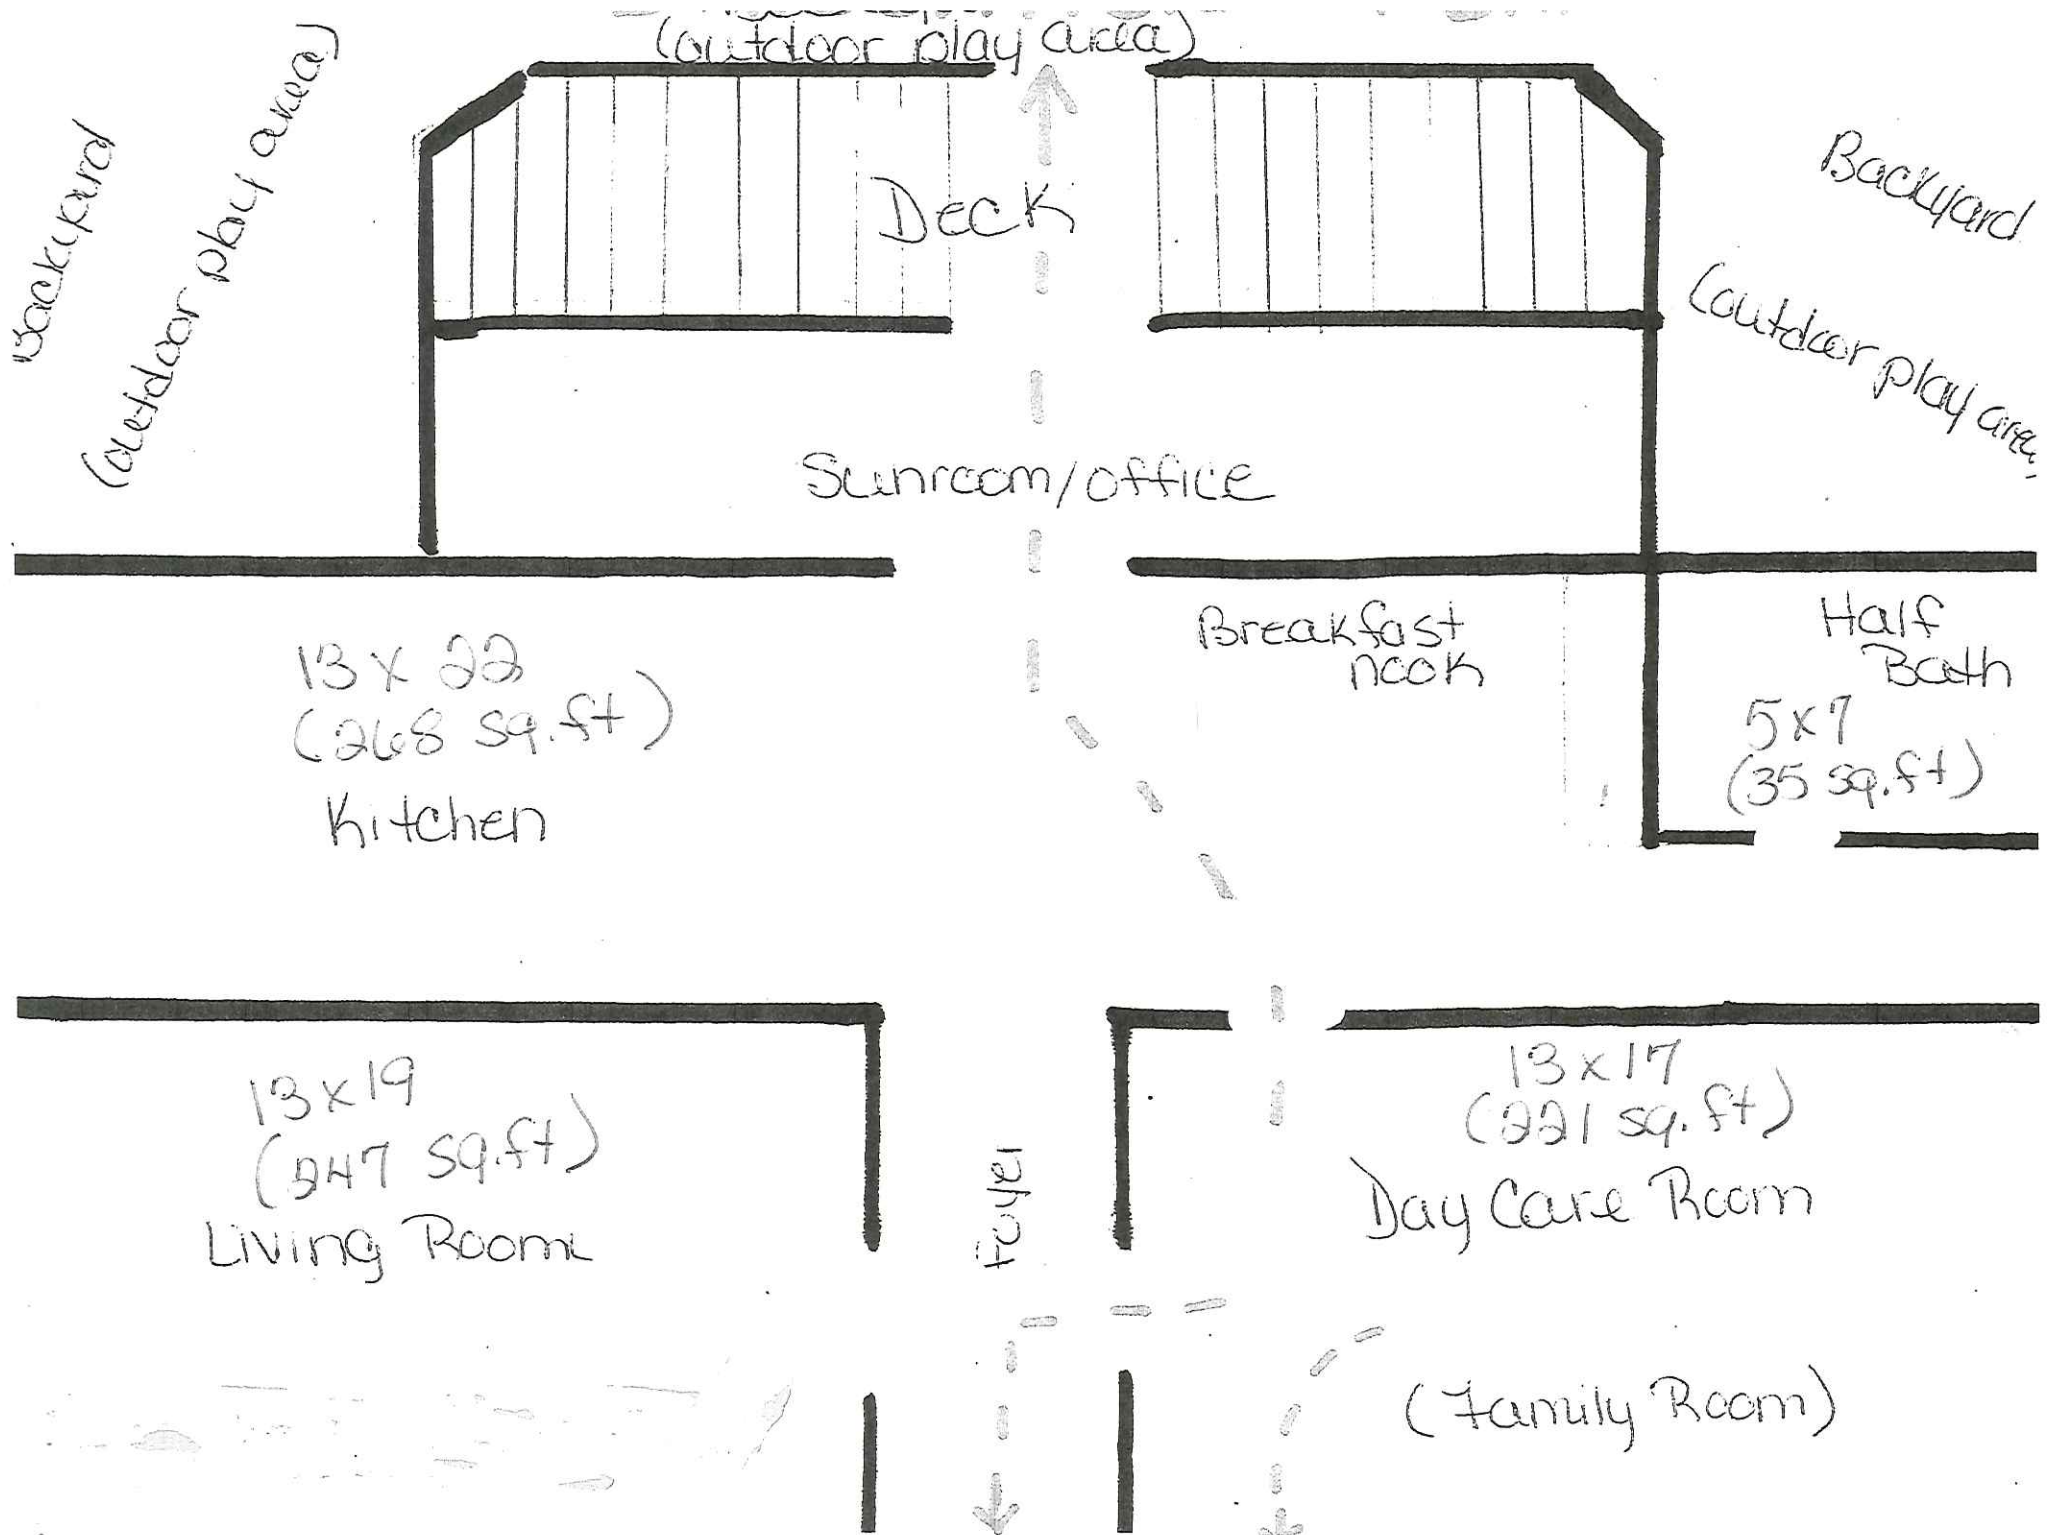 (outdoor play area)
Backyard
(outdoor play area)
Backyard
(outdoor play area
Deck
Sunroom/office
13 x 22
(268 sq.ft)
Kitchen
Breakfast
nook
Half
Bath
5x7
(35 sq.ft)
13x19
(247 sq.ft)
Living Room
Foyer
13x17
(221 sq.ft)
Day Care Room
(Family Room)